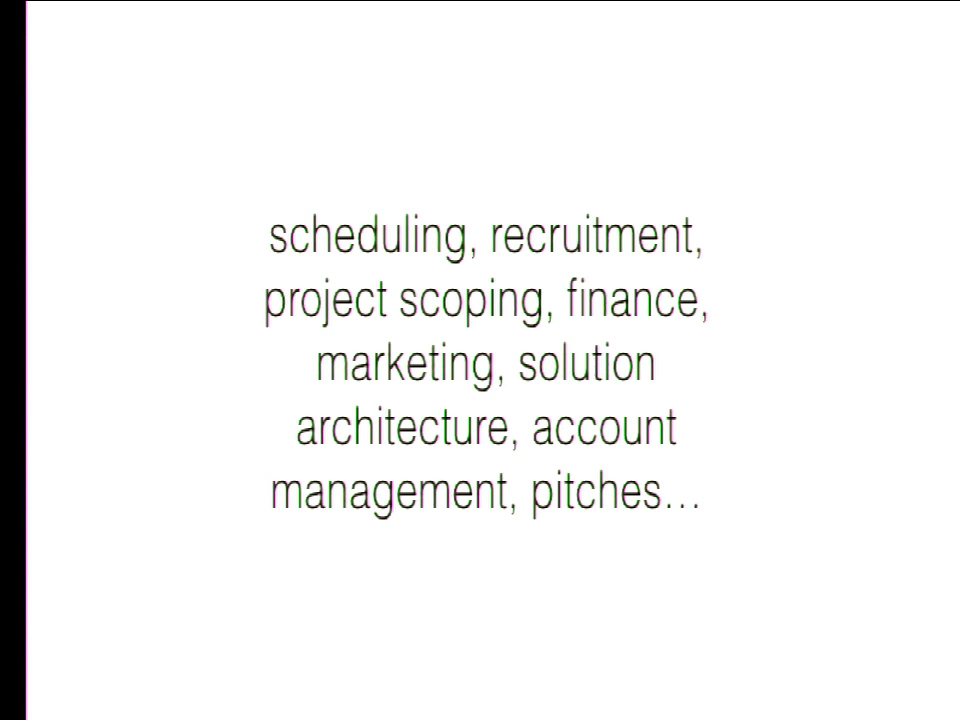 scheduling, recruitment,
project scoping, finance,
marketing, solution
architecture, account
management, pitches...